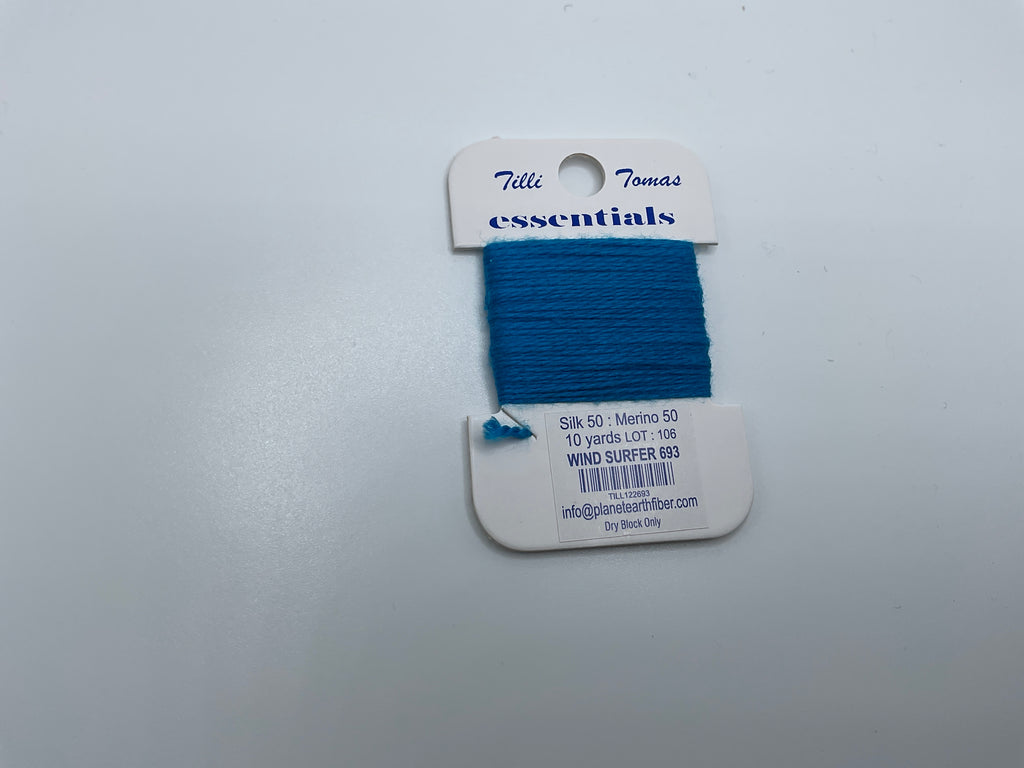 Tilli Tomas
essentials
Silk 50 : Merino 50
10 yards LOT : 106
WIND SURFER 693
TILL122693
info@planetearthfiber.com
Dry Block Only